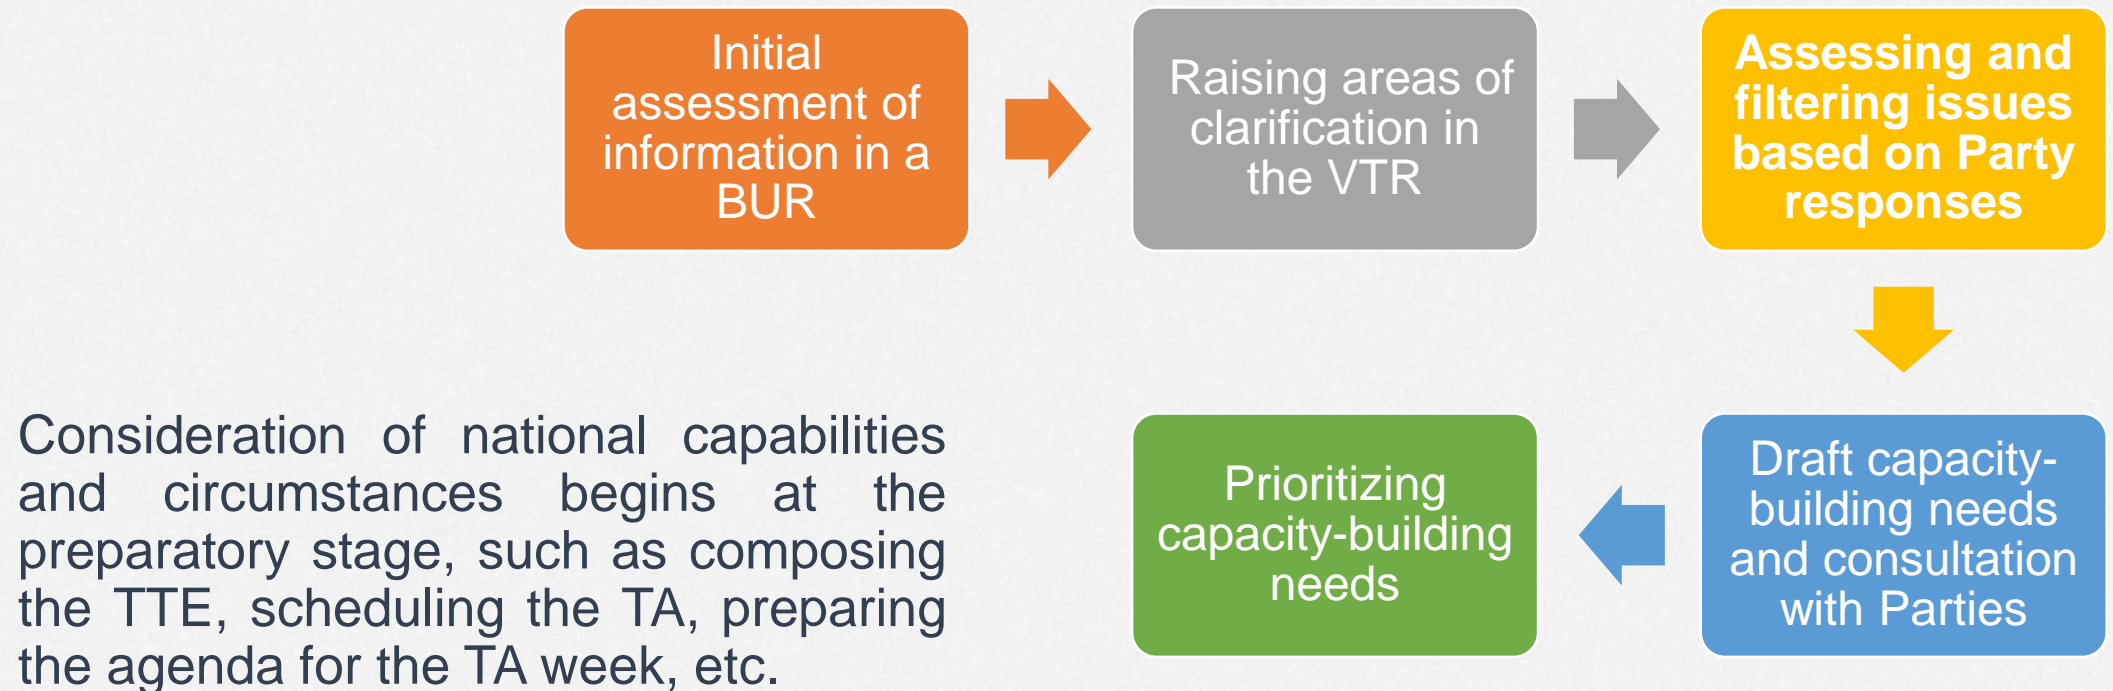 Initial
assessment of
information in a
BUR
Raising areas of
clarification in
the VTR
Assessing and
filtering issues
based on Party
responses
Draft capacity-
building needs
and consultation
with Parties
Prioritizing
capacity-building
needs
Consideration of national capabilities
and circumstances begins at the
preparatory stage, such as composing
the TTE, scheduling the TA, preparing
the agenda for the TA week, etc.